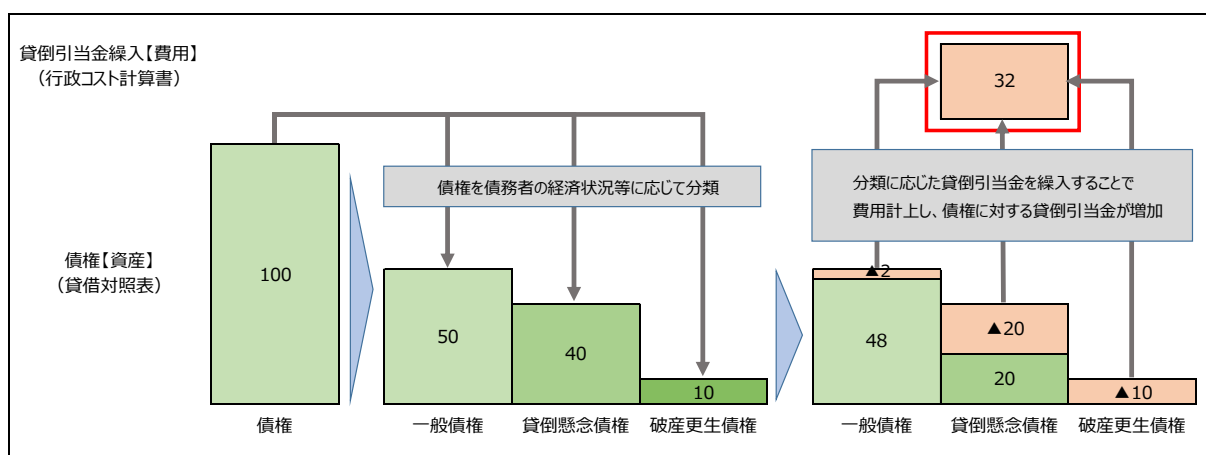 貸倒引当金繰入【費用】
（行政コスト計算書）
32
債権を債務者の経済状況等に応じて分類
分類に応じた貸倒引当金を繰入することで
費用計上し、債権に対する貸倒引当金が増加
債権【資産】
（貸借対照表）
100
50
40
10
▲2
48
▲20
20
▲10
債権
一般債権
貸倒懸念債権
破産更生債権
一般債権
貸倒懸念債権
破産更生債権